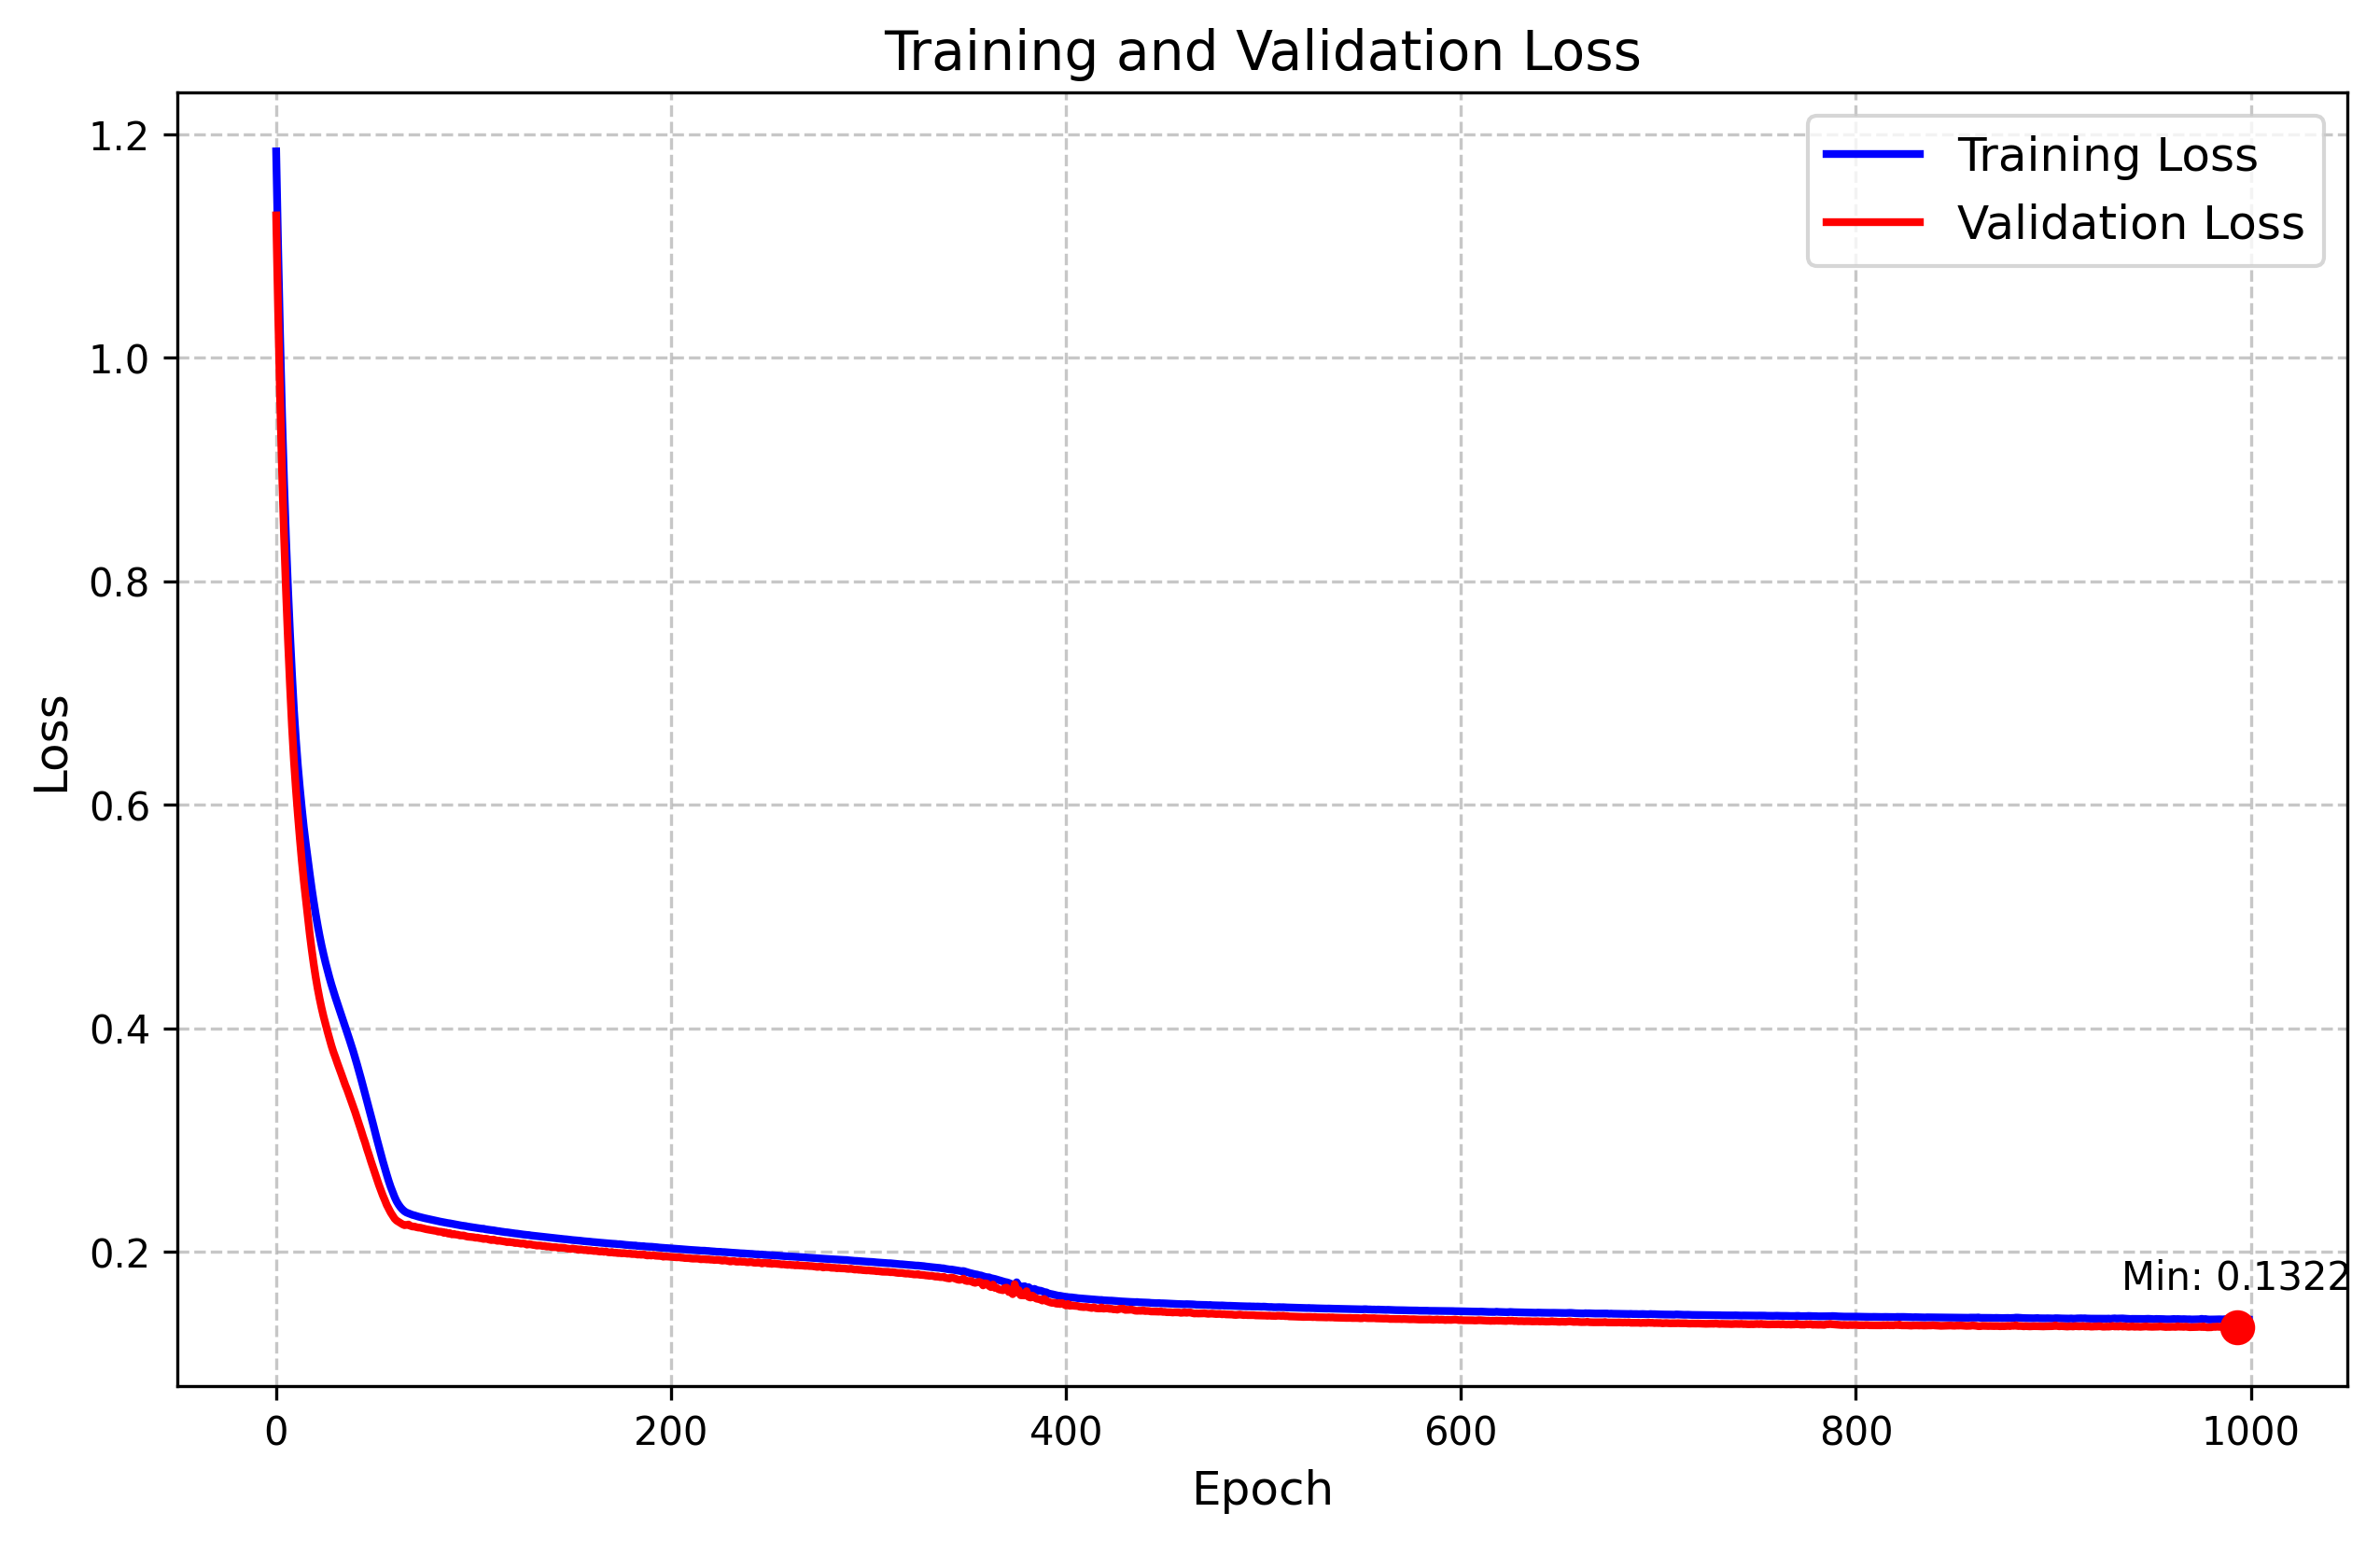 Training and Validation Loss
Training Loss
Validation Loss
1.2
1.0
0.8
0.6
0.4
0.2
Loss
Min: 0.1322
0 200 400 600 800 1000
Epoch